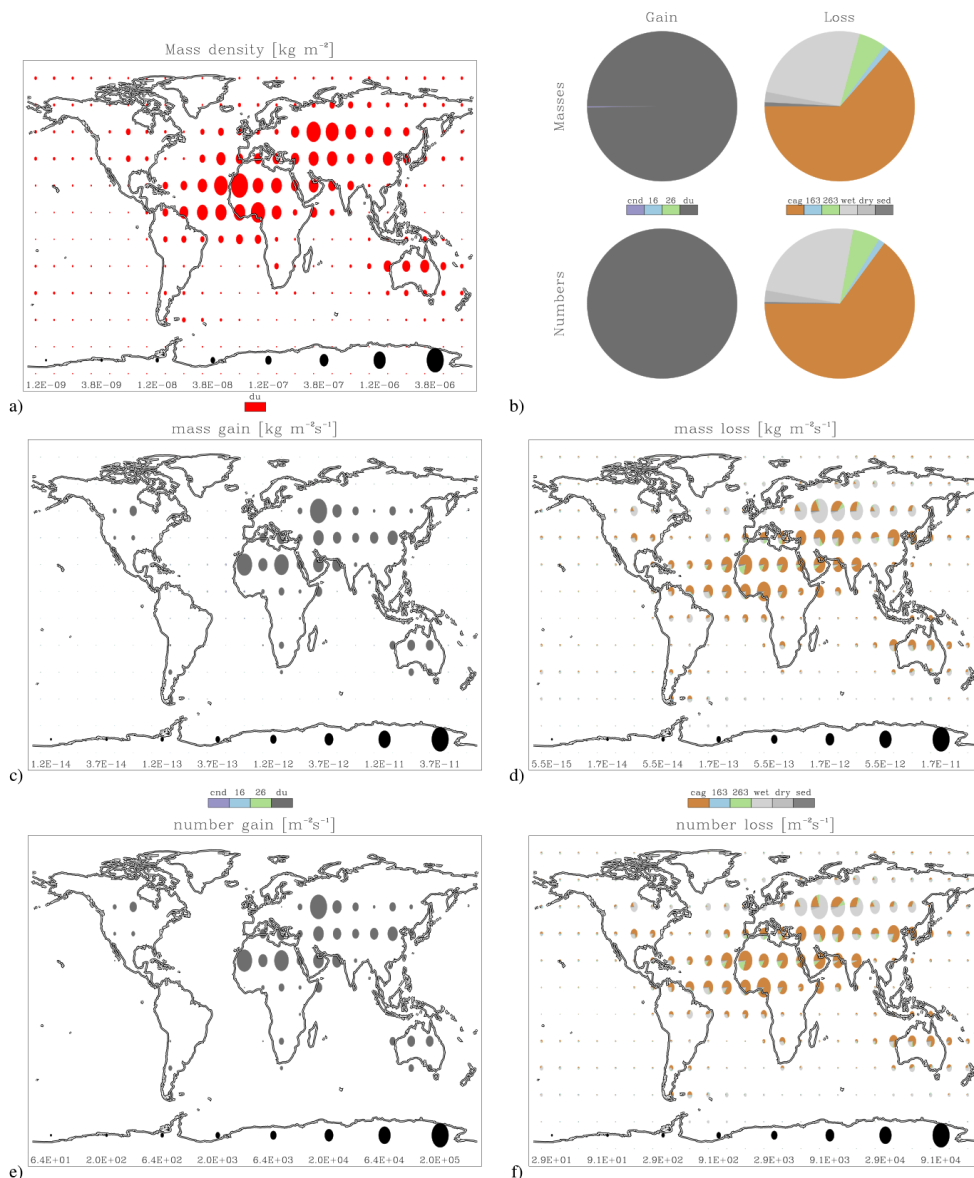 Mass density [kg m⁻²]
1.2E-09 3.8E-09 1.2E-08 3.8E-08 1.2E-07 3.8E-07 1.2E-06 3.8E-06
a)
du
Gain Loss
Masses
cnd 16 26 du
cag 163 263 wet dry sed
Numbers
b)
mass gain [kg m⁻²s⁻¹]
1.2E-14 3.7E-14 1.2E-13 3.7E-13 1.2E-12 3.7E-12 1.2E-11 3.7E-11
c)
cnd 16 26 du
mass loss [kg m⁻²s⁻¹]
5.5E-15 1.7E-14 5.5E-14 1.7E-13 5.5E-13 1.7E-12 5.5E-12 1.7E-11
d)
cag 163 263 wet dry sed
number gain [m⁻²s⁻¹]
6.4E+01 2.0E+02 6.4E+02 2.0E+03 6.4E+03 2.0E+04 6.4E+04 2.0E+05
e)
number loss [m⁻²s⁻¹]
2.9E+01 9.1E+01 2.9E+02 9.1E+02 2.9E+03 9.1E+03 2.9E+04 9.1E+04
f)